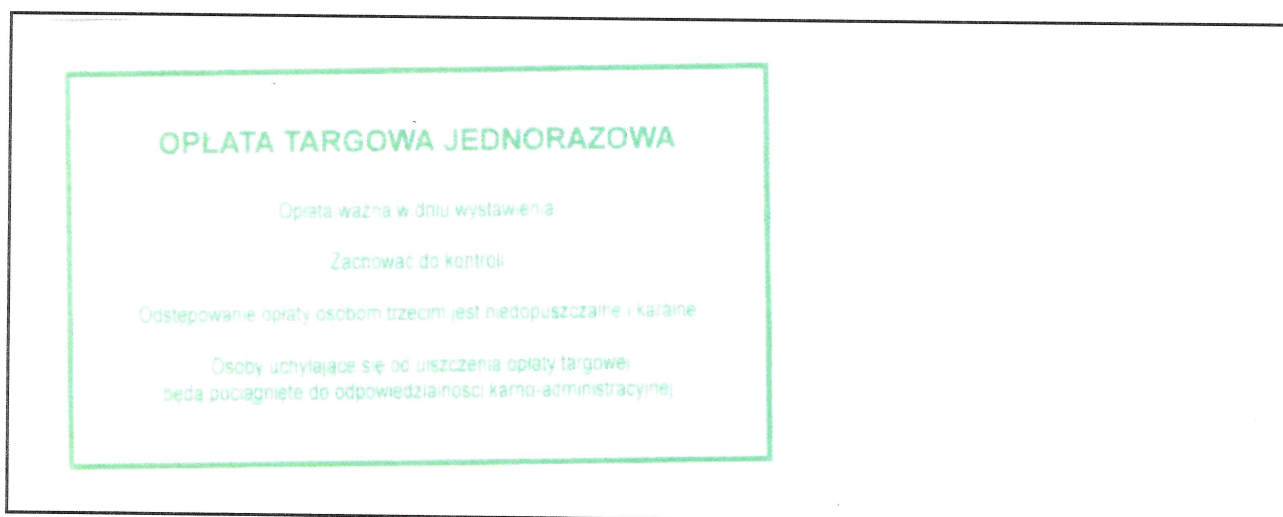 OPŁATA TARGOWA JEDNORAZOWA
Opłata ważna w dniu wystawienia
Zachować do kontroli
Odstępowanie opłaty osobom trzecim jest niedopuszczalne i karalne
Osoby uchylające się od uiszczenia opłaty targowej
będą pociągnięte do odpowiedzialności karno-administracyjnej